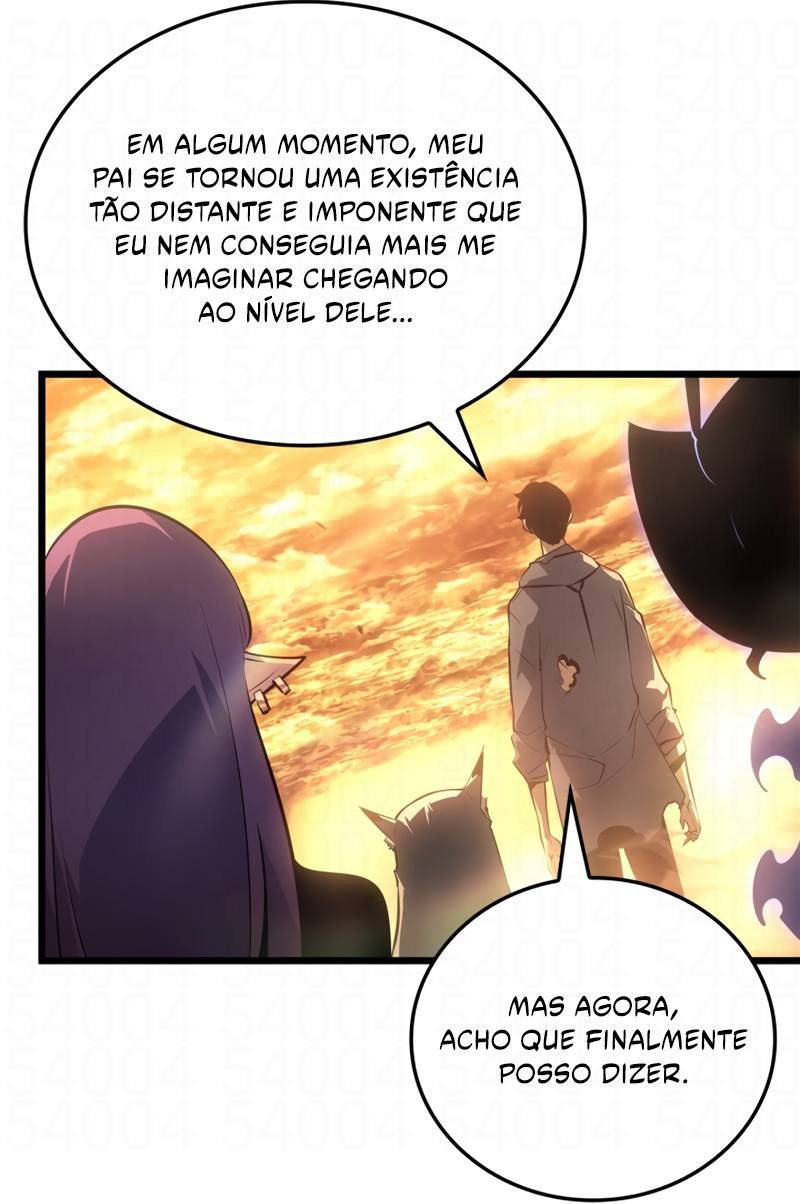 EM ALGUM MOMENTO, MEU
PAI SE TORNOU UMA EXISTÊNCIA
TÃO DISTANTE E IMPONENTE QUE
EU NEM CONSEGUIA MAIS ME
IMAGINAR CHEGANDO
AO NÍVEL DELE...
MAS AGORA,
ACHO QUE FINALMENTE
POSSO DIZER.